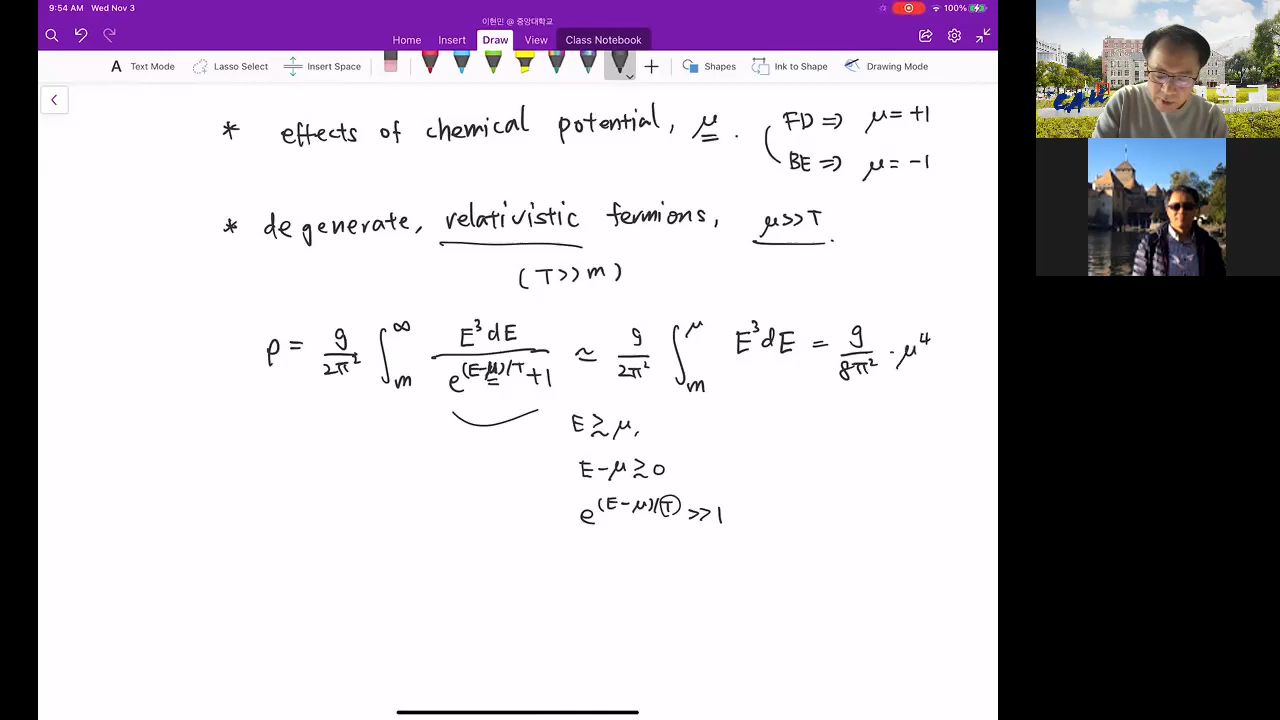 9:54 AM Wed Nov 3
100%
이현민 @ 중앙대학교
Home Insert Draw View Class Notebook
Text Mode Lasso Select Insert Space Shapes Ink to Shape Drawing Mode
* effects of chemical potential, μ. FD ⇒ μ = +1
BE ⇒ μ = -1
* degenerate, relativistic fermions, μ>>T.
(T>>m)
ρ = g/2π² ∫_m^∞ E³dE / e^(E-μ)/T +1 ≃ g/2π² ∫_m^μ E³dE = g/8π² · μ⁴
E ≳ μ,
E-μ ≳ 0
e^(E-μ)/T >>1
CAU